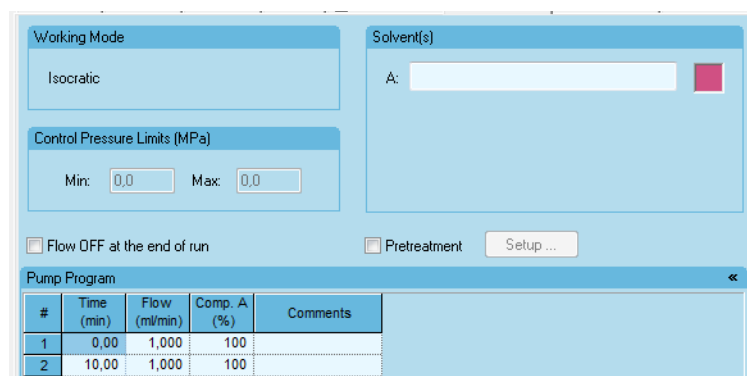 Working Mode
Isocratic
Solvent(s)
A:
Control Pressure Limits (MPa)
Min: 0,0 Max: 0,0
Flow OFF at the end of run
Pretreatment Setup ...
Pump Program «
# Time (min) Flow (ml/min) Comp. A (%) Comments
1 0,00 1,000 100
2 10,00 1,000 100